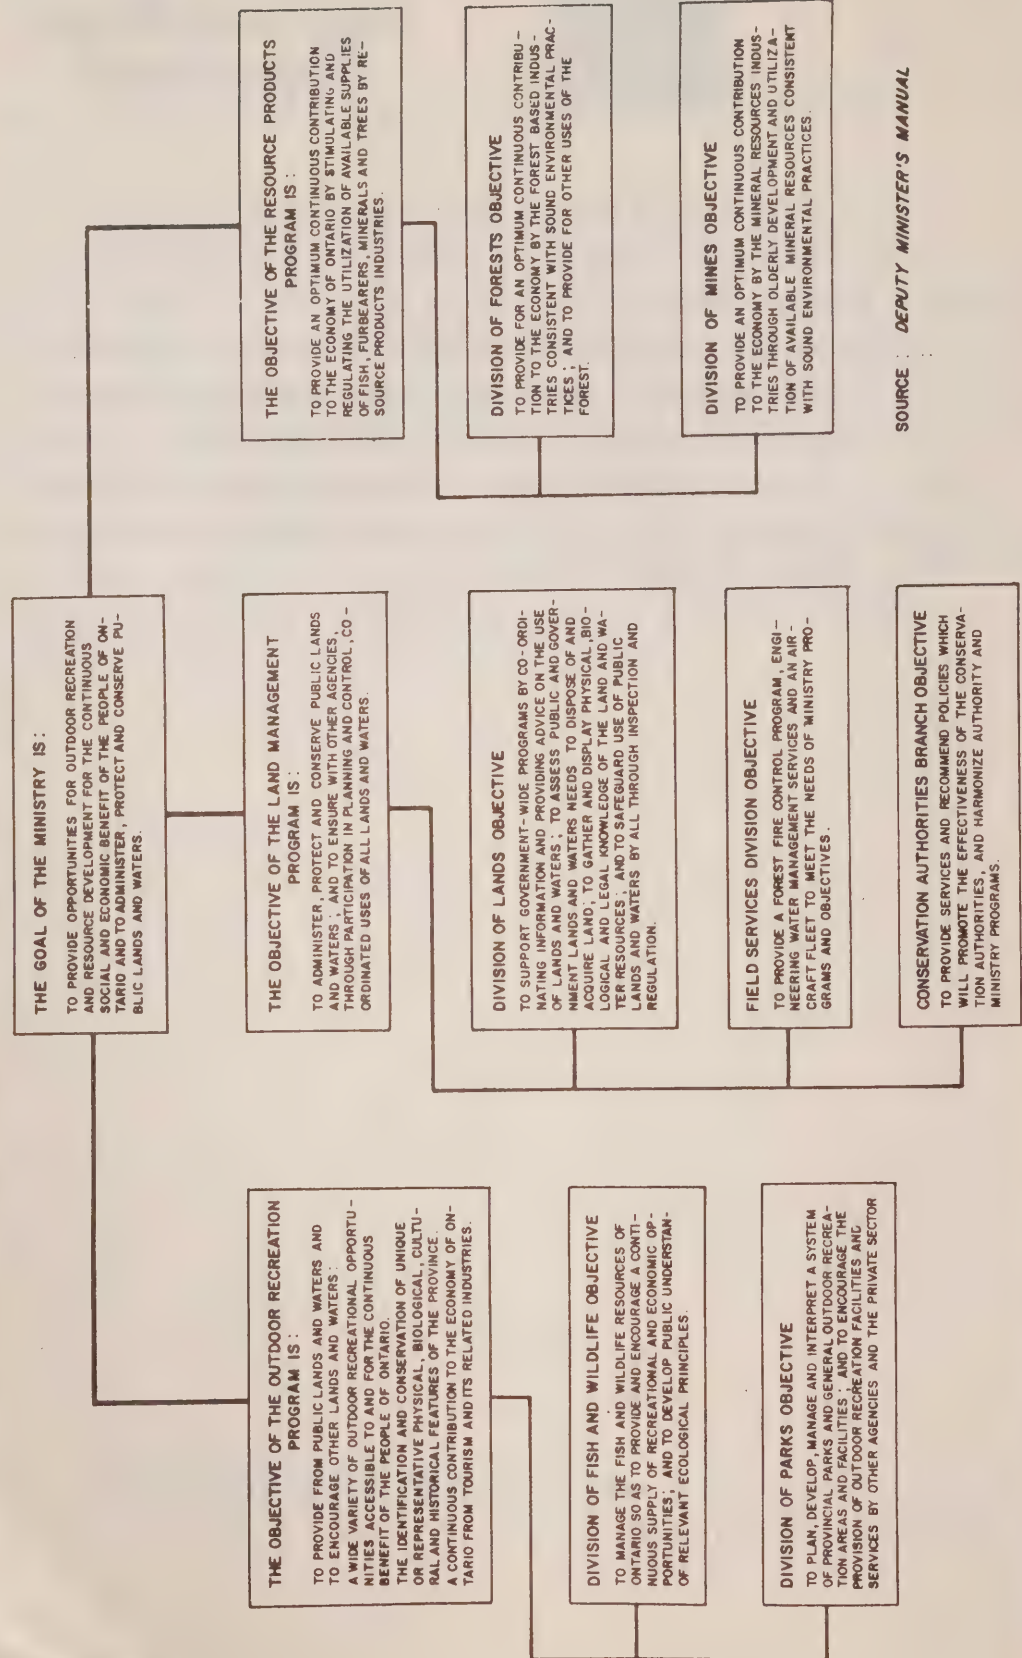 THE GOAL OF THE MINISTRY IS:
TO PROVIDE OPPORTUNITIES FOR OUTDOOR RECREATION
AND RESOURCE DEVELOPMENT FOR THE CONTINUOUS
SOCIAL AND ECONOMIC BENEFIT OF THE PEOPLE OF ON-
TARIO AND TO ADMINISTER, PROTECT AND CONSERVE PU-
BLIC LANDS AND WATERS.
THE OBJECTIVE OF THE OUTDOOR RECREATION
PROGRAM IS:
TO PROVIDE FROM PUBLIC LANDS AND WATERS AND
TO ENCOURAGE OTHER LANDS AND WATERS:
A WIDE VARIETY OF OUTDOOR RECREATIONAL OPPORTU-
NITIES ACCESSIBLE TO AND FOR THE CONTINUOUS
BENEFIT OF THE PEOPLE OF ONTARIO.
THE IDENTIFICATION AND CONSERVATION OF UNIQUE
OR REPRESENTATIVE PHYSICAL, BIOLOGICAL, CULTU-
RAL AND HISTORICAL FEATURES OF THE PROVINCE.
A CONTINUOUS CONTRIBUTION TO THE ECONOMY OF ON-
TARIO FROM TOURISM AND ITS RELATED INDUSTRIES.
DIVISION OF FISH AND WILDLIFE OBJECTIVE
TO MANAGE THE FISH AND WILDLIFE RESOURCES OF
ONTARIO SO AS TO PROVIDE AND ENCOURAGE A CONTI-
NUOUS SUPPLY OF RECREATIONAL AND ECONOMIC OP-
PORTUNITIES; AND TO DEVELOP PUBLIC UNDERSTAN-
OF RELEVANT ECOLOGICAL PRINCIPLES.
DIVISION OF PARKS OBJECTIVE
TO PLAN, DEVELOP, MANAGE AND INTERPRET A SYSTEM
OF PROVINCIAL PARKS AND GENERAL OUTDOOR RECREA-
TION AREAS AND FACILITIES; AND TO ENCOURAGE THE
PROVISION OF OUTDOOR RECREATION FACILITIES AND
SERVICES BY OTHER AGENCIES AND THE PRIVATE SECTOR
THE OBJECTIVE OF THE LAND MANAGEMENT
PROGRAM IS:
TO ADMINISTER, PROTECT AND CONSERVE PUBLIC LANDS
AND WATERS; AND TO ENSURE WITH OTHER AGENCIES,
THROUGH PARTICIPATION IN PLANNING AND CONTROL, CO-
ORDINATED USES OF ALL LANDS AND WATERS.
DIVISION OF LANDS OBJECTIVE
TO SUPPORT GOVERNMENT-WIDE PROGRAMS BY CO-ORDI-
NATING INFORMATION AND PROVIDING ADVICE ON THE USE
OF LANDS AND WATERS; TO ASSESS PUBLIC AND GOVER-
NMENT LANDS AND WATERS NEEDS TO DISPOSE OF AND
ACQUIRE LAND; TO GATHER AND DISPLAY PHYSICAL, BIO-
LOGICAL AND LEGAL KNOWLEDGE OF THE LAND AND WA-
TER RESOURCES; AND TO SAFEGUARD USE OF PUBLIC
LANDS AND WATERS BY ALL THROUGH INSPECTION AND
REGULATION.
FIELD SERVICES DIVISION OBJECTIVE
TO PROVIDE A FOREST FIRE CONTROL PROGRAM, ENGI-
NEERING WATER MANAGEMENT SERVICES AND AN AIR-
CRAFT FLEET TO MEET THE NEEDS OF MINISTRY PRO-
GRAMS AND OBJECTIVES.
CONSERVATION AUTHORITIES BRANCH OBJECTIVE
TO PROVIDE SERVICES AND RECOMMEND POLICIES WHICH
WILL PROMOTE THE EFFECTIVENESS OF THE CONSERVA-
TION AUTHORITIES, AND HARMONIZE AUTHORITY AND
MINISTRY PROGRAMS.
THE OBJECTIVE OF THE RESOURCE PRODUCTS
PROGRAM IS:
TO PROVIDE AN OPTIMUM CONTINUOUS CONTRIBUTION
TO THE ECONOMY OF ONTARIO BY STIMULATING AND
REGULATING THE UTILIZATION OF AVAILABLE SUPPLIES
OF FISH, FURBEARERS, MINERALS AND TREES BY RE-
SOURCE PRODUCTS INDUSTRIES.
DIVISION OF FORESTS OBJECTIVE
TO PROVIDE FOR AN OPTIMUM CONTINUOUS CONTRIBU-
TION TO THE ECONOMY BY THE FOREST BASED INDUS-
TRIES CONSISTENT WITH SOUND ENVIRONMENTAL PRAC-
TICES; AND TO PROVIDE FOR OTHER USES OF THE
FOREST.
DIVISION OF MINES OBJECTIVE
TO PROVIDE AN OPTIMUM CONTINUOUS CONTRIBUTION
TO THE ECONOMY BY THE MINERAL RESOURCES INDUS-
TRIES THROUGH OLDERLY DEVELOPMENT AND UTILIZA-
TION OF AVAILABLE MINERAL RESOURCES CONSISTENT
WITH SOUND ENVIRONMENTAL PRACTICES.
SOURCE: DEPUTY MINISTER'S MANUAL